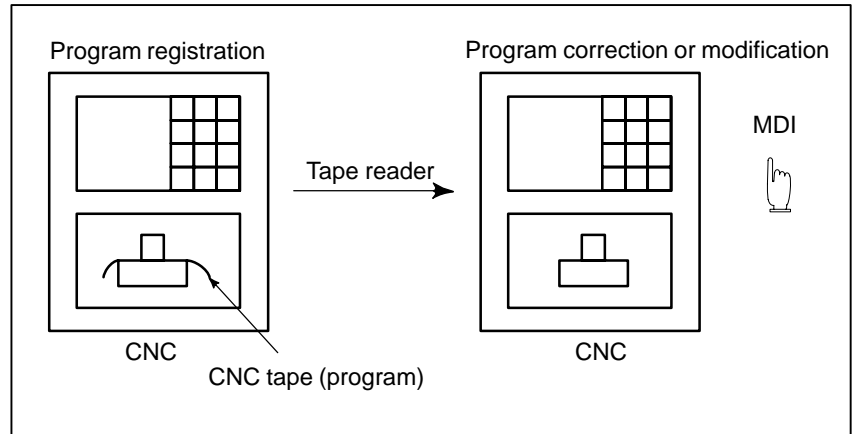 Program registration
Program correction or modification
MDI
Tape reader
CNC
CNC
CNC tape (program)